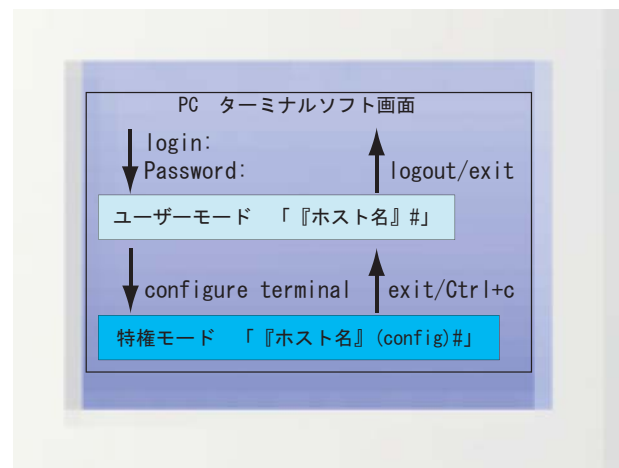 PC ターミナルソフト画面
login:
Password:
logout/exit
ユーザーモード 「『ホスト名』#」
configure terminal
exit/Ctrl+c
特権モード 「『ホスト名』(config)#」